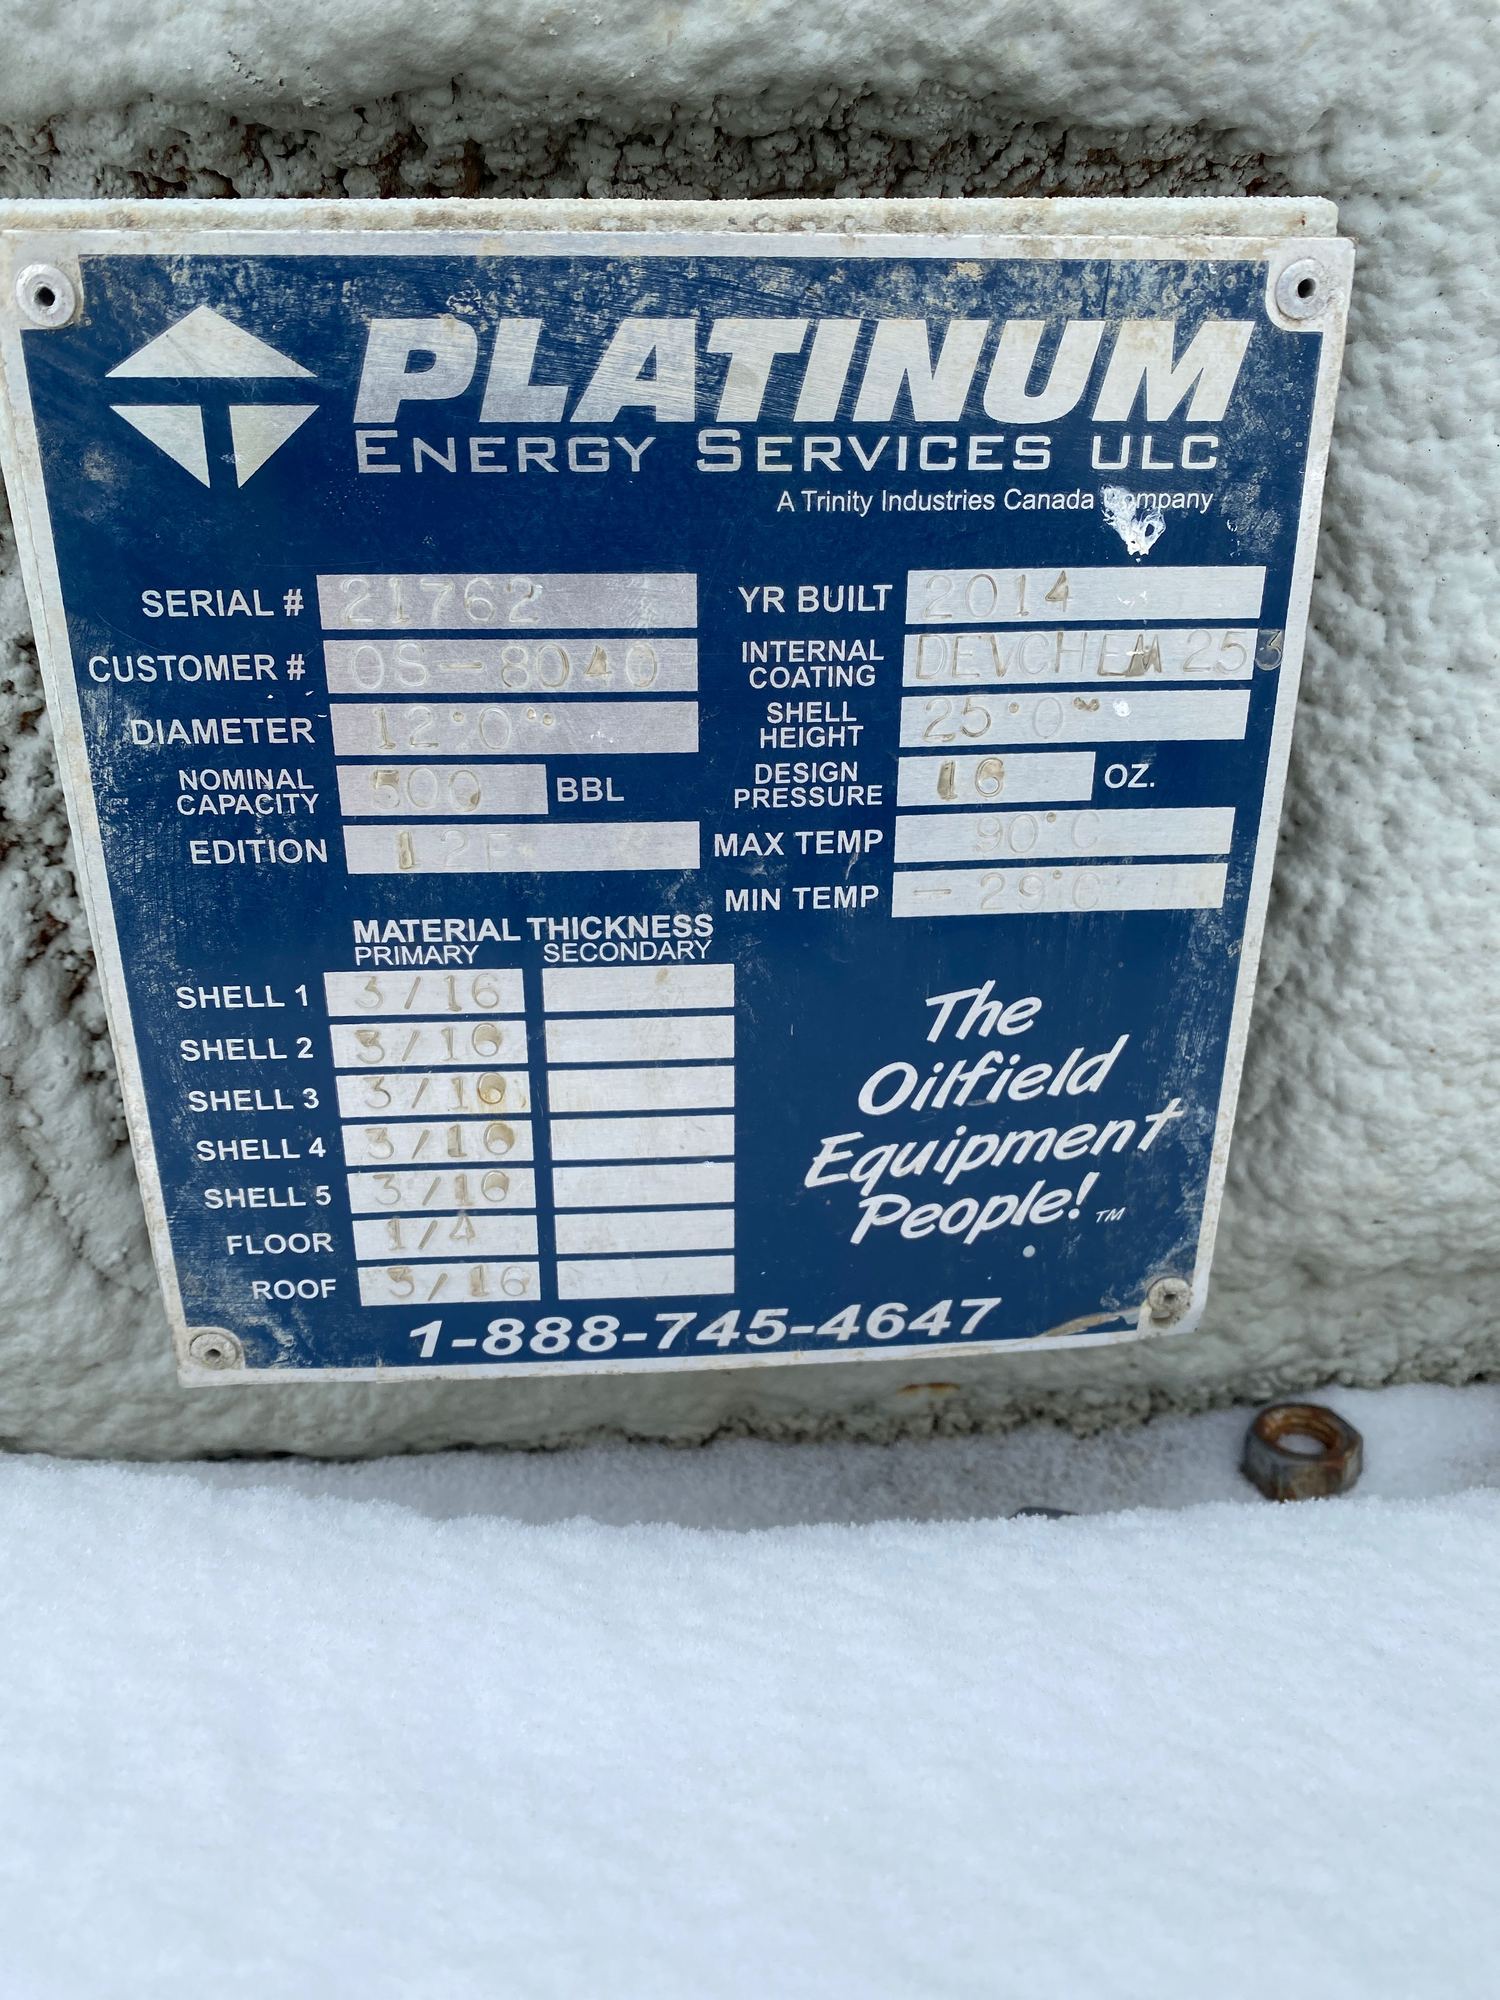 PLATINUM
ENERGY SERVICES ULC
A Trinity Industries Canada Company
SERIAL # 21762
CUSTOMER # OS-8040
DIAMETER 12'0"
NOMINAL CAPACITY 500 BBL
EDITION 12F
YR BUILT 2014
INTERNAL COATING DEVCHEM 253
SHELL HEIGHT 25'0"
DESIGN PRESSURE 16 OZ.
MAX TEMP 90°C
MIN TEMP -29°C
MATERIAL THICKNESS
PRIMARY SECONDARY
SHELL 1 3/16
SHELL 2 3/16
SHELL 3 3/16
SHELL 4 3/16
SHELL 5 3/16
FLOOR 1/4
ROOF 3/16
The
Oilfield
Equipment
People! TM
1-888-745-4647